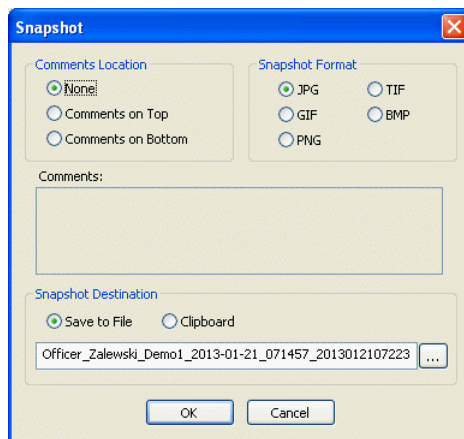 Snapshot
Comments Location
None
Comments on Top
Comments on Bottom
Snapshot Format
JPG TIF
GIF BMP
PNG
Comments:
Snapshot Destination
Save to File Clipboard
Officer_Zalewski_Demo1_2013-01-21_071457_2013012107223 ...
OK Cancel